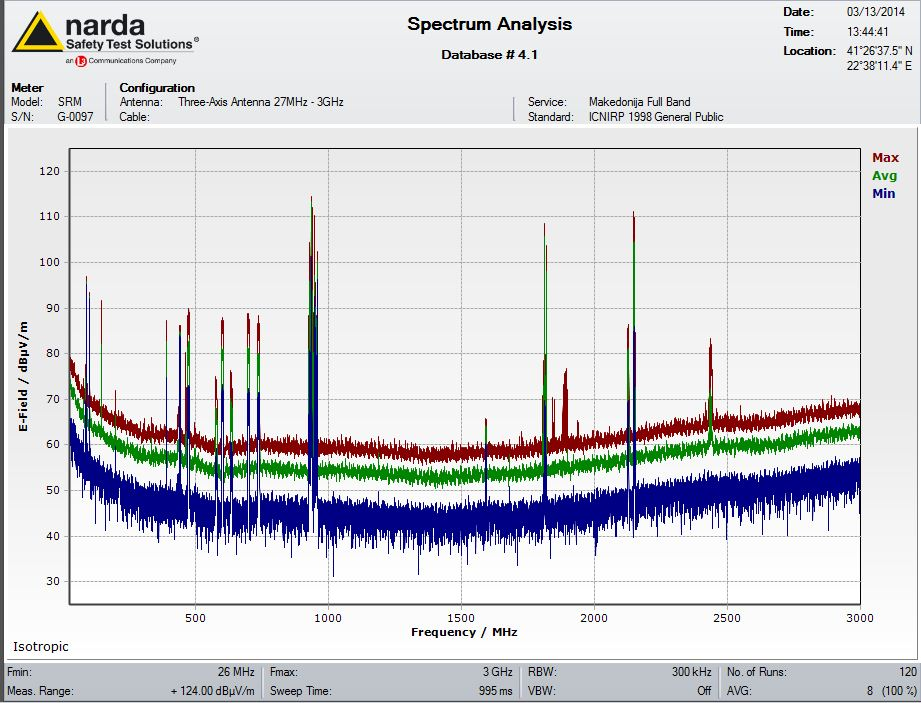 narda
Safety Test Solutions®
an L3 Communications Company
Spectrum Analysis
Database # 4.1
Date: 03/13/2014
Time: 13:44:41
Location: 41°26'37.5" N
22°38'11.4" E
Meter
Model: SRM
S/N: G-0097
Configuration
Antenna: Three-Axis Antenna 27MHz - 3GHz
Cable:
Service: Makedonija Full Band
Standard: ICNIRP 1998 General Public
Max
Avg
Min
E-Field / dBµV/m
120
110
100
90
80
70
60
50
40
30
500 1000 1500 2000 2500 3000
Frequency / MHz
Isotropic
Fmin: 26 MHz Fmax: 3 GHz RBW: 300 kHz No. of Runs: 120
Meas. Range: + 124.00 dBµV/m Sweep Time: 995 ms VBW: Off AVG: 8 (100 %)